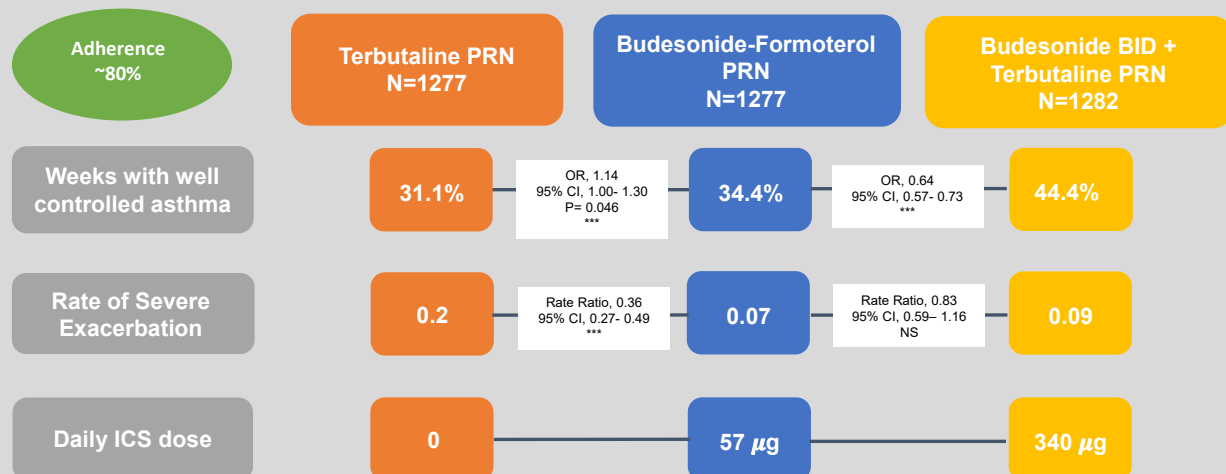 Adherence
~80%
Terbutaline PRN
N=1277
Budesonide-Formoterol
PRN
N=1277
Budesonide BID +
Terbutaline PRN
N=1282
Weeks with well
controlled asthma
31.1%
OR, 1.14
95% CI, 1.00- 1.30
P= 0.046
***
34.4%
OR, 0.64
95% CI, 0.57- 0.73
***
44.4%
Rate of Severe
Exacerbation
0.2
Rate Ratio, 0.36
95% CI, 0.27- 0.49
***
0.07
Rate Ratio, 0.83
95% CI, 0.59– 1.16
NS
0.09
Daily ICS dose
0
57 μg
340 μg